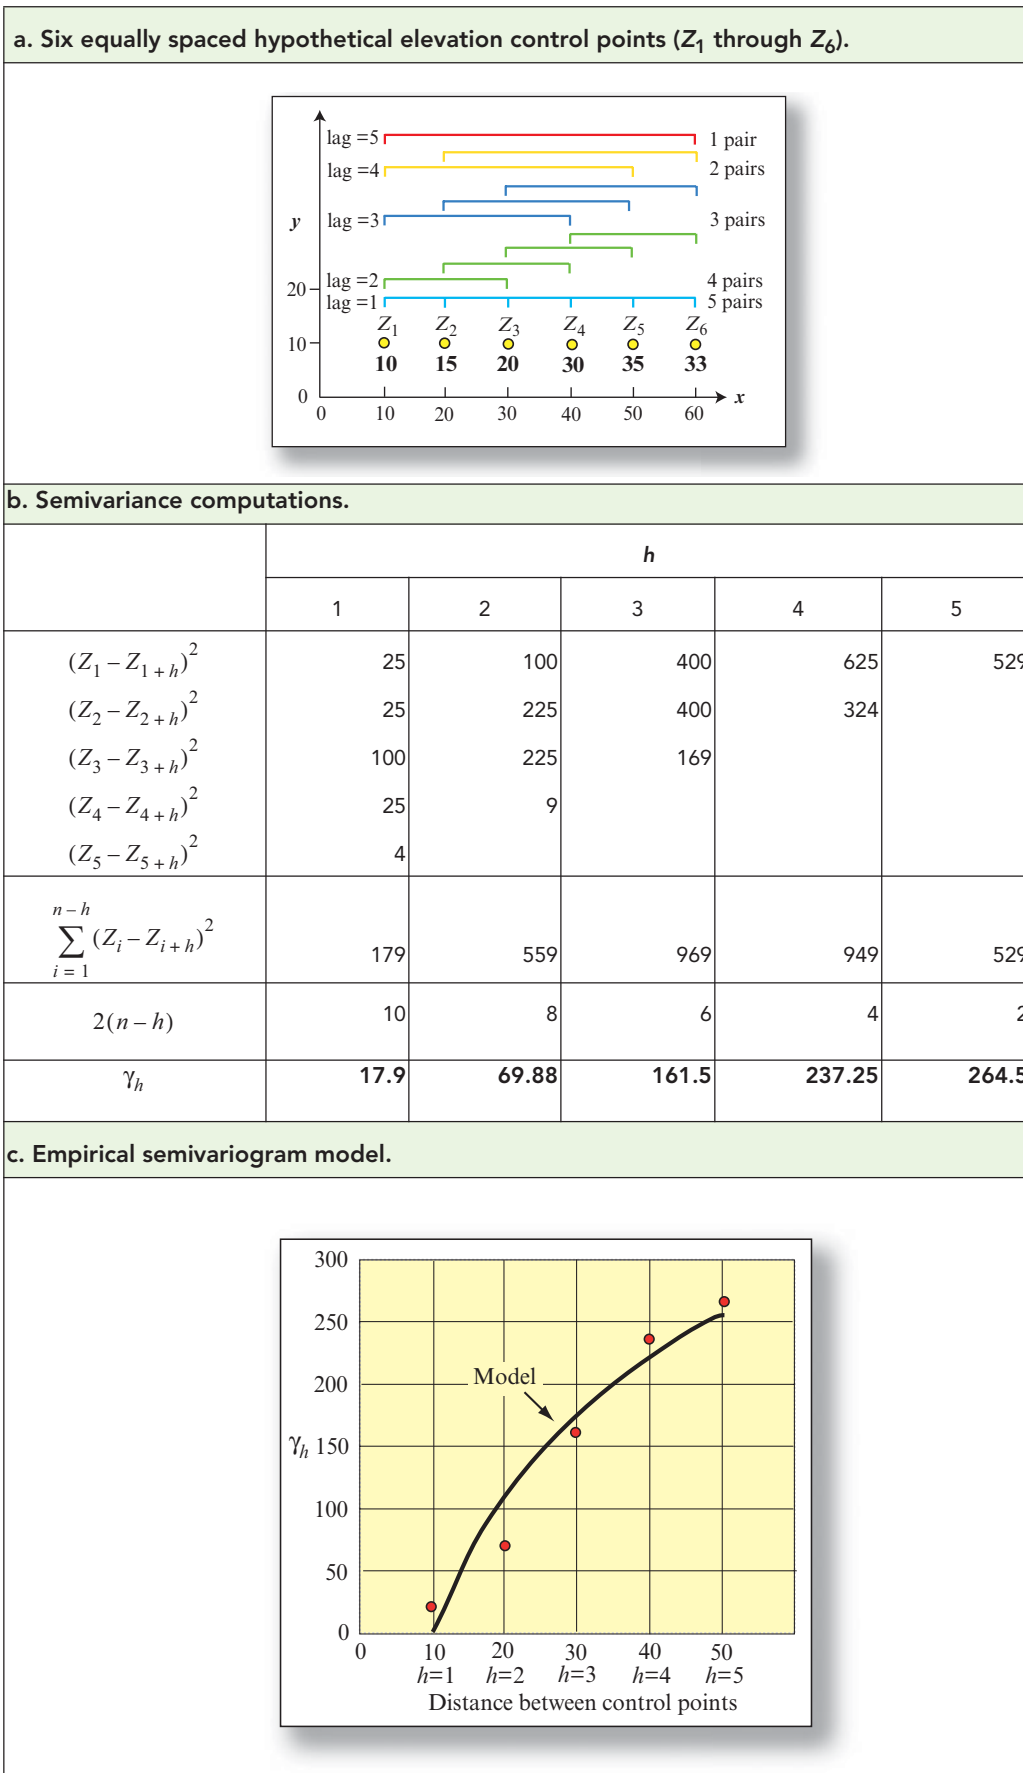 a. Six equally spaced hypothetical elevation control points (Z1 through Z6).
lag =5 1 pair
lag =4 2 pairs
y lag =3 3 pairs
lag =2 4 pairs
20 lag =1 5 pairs
Z1 Z2 Z3 Z4 Z5 Z6
10
10 15 20 30 35 33
0 x
0 10 20 30 40 50 60
b. Semivariance computations.
h
1 2 3 4 5
(Z1 – Z1 + h)² 25 100 400 625 529
(Z2 – Z2 + h)² 25 225 400 324
(Z3 – Z3 + h)² 100 225 169
(Z4 – Z4 + h)² 25 9
(Z5 – Z5 + h)² 4
n – h
∑ (Zi – Zi + h)² 179 559 969 949 529
i = 1
2(n – h) 10 8 6 4 2
γh 17.9 69.88 161.5 237.25 264.5
c. Empirical semivariogram model.
300
250
200 Model
γh 150
100
50
0
0 10 20 30 40 50
h=1 h=2 h=3 h=4 h=5
Distance between control points